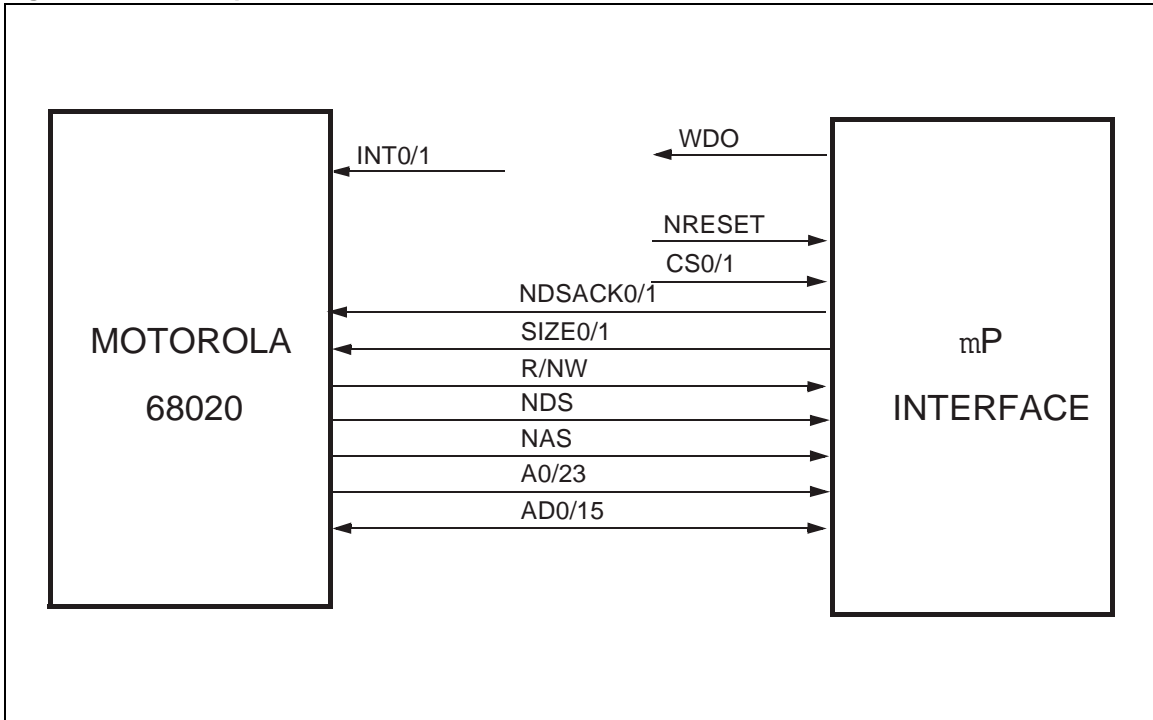 WDO
INT0/1
NRESET
CS0/1
NDSACK0/1
SIZE0/1
R/NW
NDS
NAS
A0/23
AD0/15
MOTOROLA
68020
mP
INTERFACE